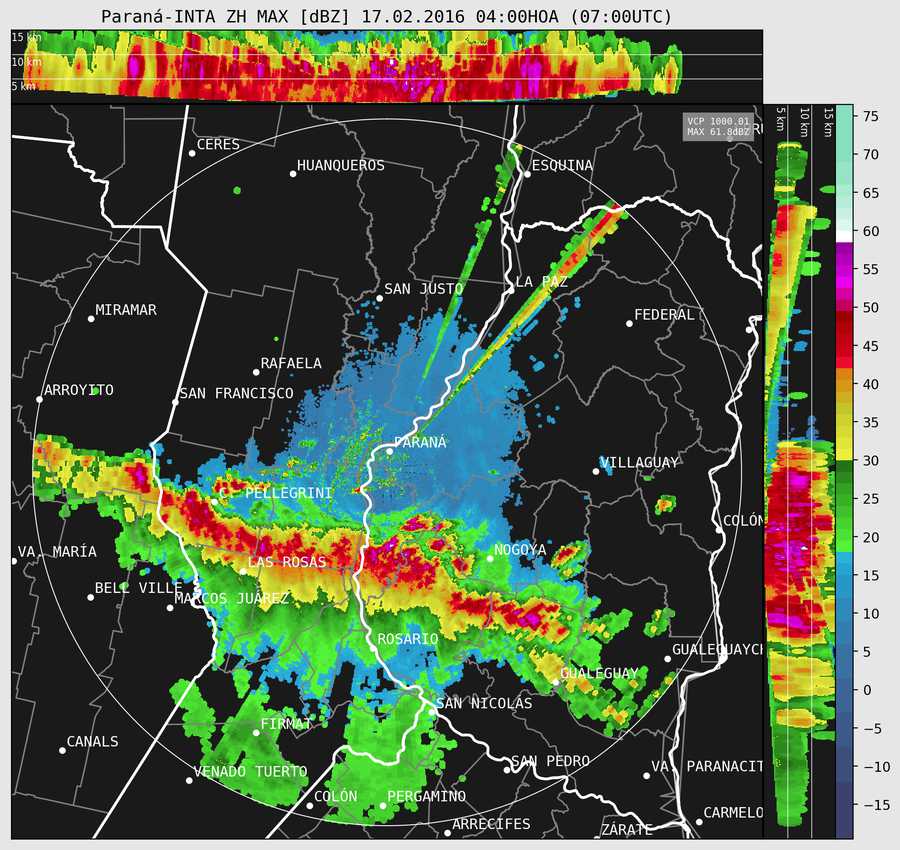 Paraná-INTA ZH MAX [dBZ] 17.02.2016 04:00HOA (07:00UTC)
15 km
10 km
5 km
VCP 1000.01
MAX 61.8dBZ
5 km
10 km
15 km
CERES
HUANQUEROS
ESQUINA
SAN JUSTO
LA PAZ
MIRAMAR
FEDERAL
RAFAELA
ARROYITO
SAN FRANCISCO
PARANÁ
VILLAGUAY
C. PELLEGRINI
COLÓN
VA. MARÍA
NOGOYA
LAS ROSAS
BELL VILLE
MARCOS JUÁREZ
ROSARIO
GUALEGUAYCH
GUALEGUAY
SAN NICOLÁS
FIRMAT
CANALS
SAN PEDRO
VA. PARANACIT
VENADO TUERTO
COLÓN
PERGAMINO
CARMELO
ARRECIFES
ZÁRATE
75
70
65
60
55
50
45
40
35
30
25
20
15
10
5
0
−5
−10
−15